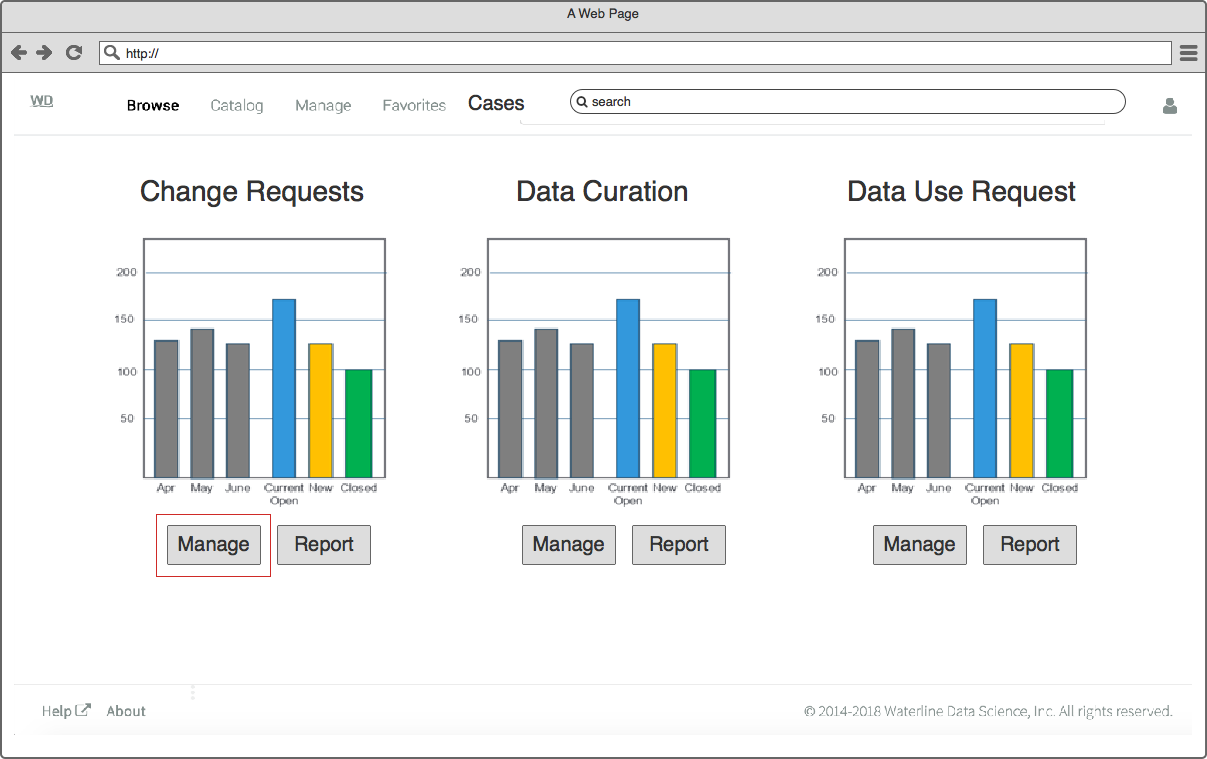 A Web Page
http://
WD Browse Catalog Manage Favorites Cases search
Change Requests Data Curation Data Use Request
200 200 200
150 150 150
100 100 100
50 50 50
Apr May June Current New Closed Apr May June Current New Closed Apr May June Current New Closed
Open Open Open
Manage Report Manage Report Manage Report
Help About © 2014-2018 Waterline Data Science, Inc. All rights reserved.